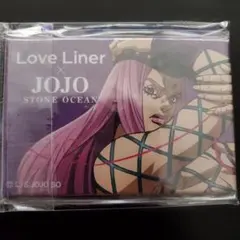 Love Liner
×
JOJO
STONE OCEAN